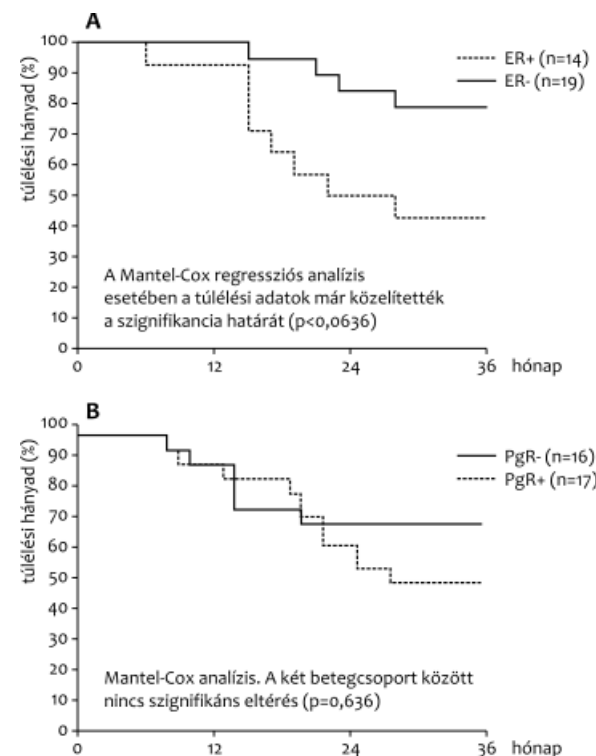 A
túlélési hányad (%)
100
90
80
70
60
50
40
30
20
10
0
ER+ (n=14)
ER- (n=19)
A Mantel-Cox regressziós analízis
esetében a túlélési adatok már közelítették
a szignifikancia határát (p<0,0636)
0 12 24 36 hónap
B
túlélési hányad (%)
100
90
80
70
60
50
40
30
20
10
0
PgR- (n=16)
PgR+ (n=17)
Mantel-Cox analízis. A két betegcsoport között
nincs szignifikáns eltérés (p=0,636)
0 12 24 36 hónap